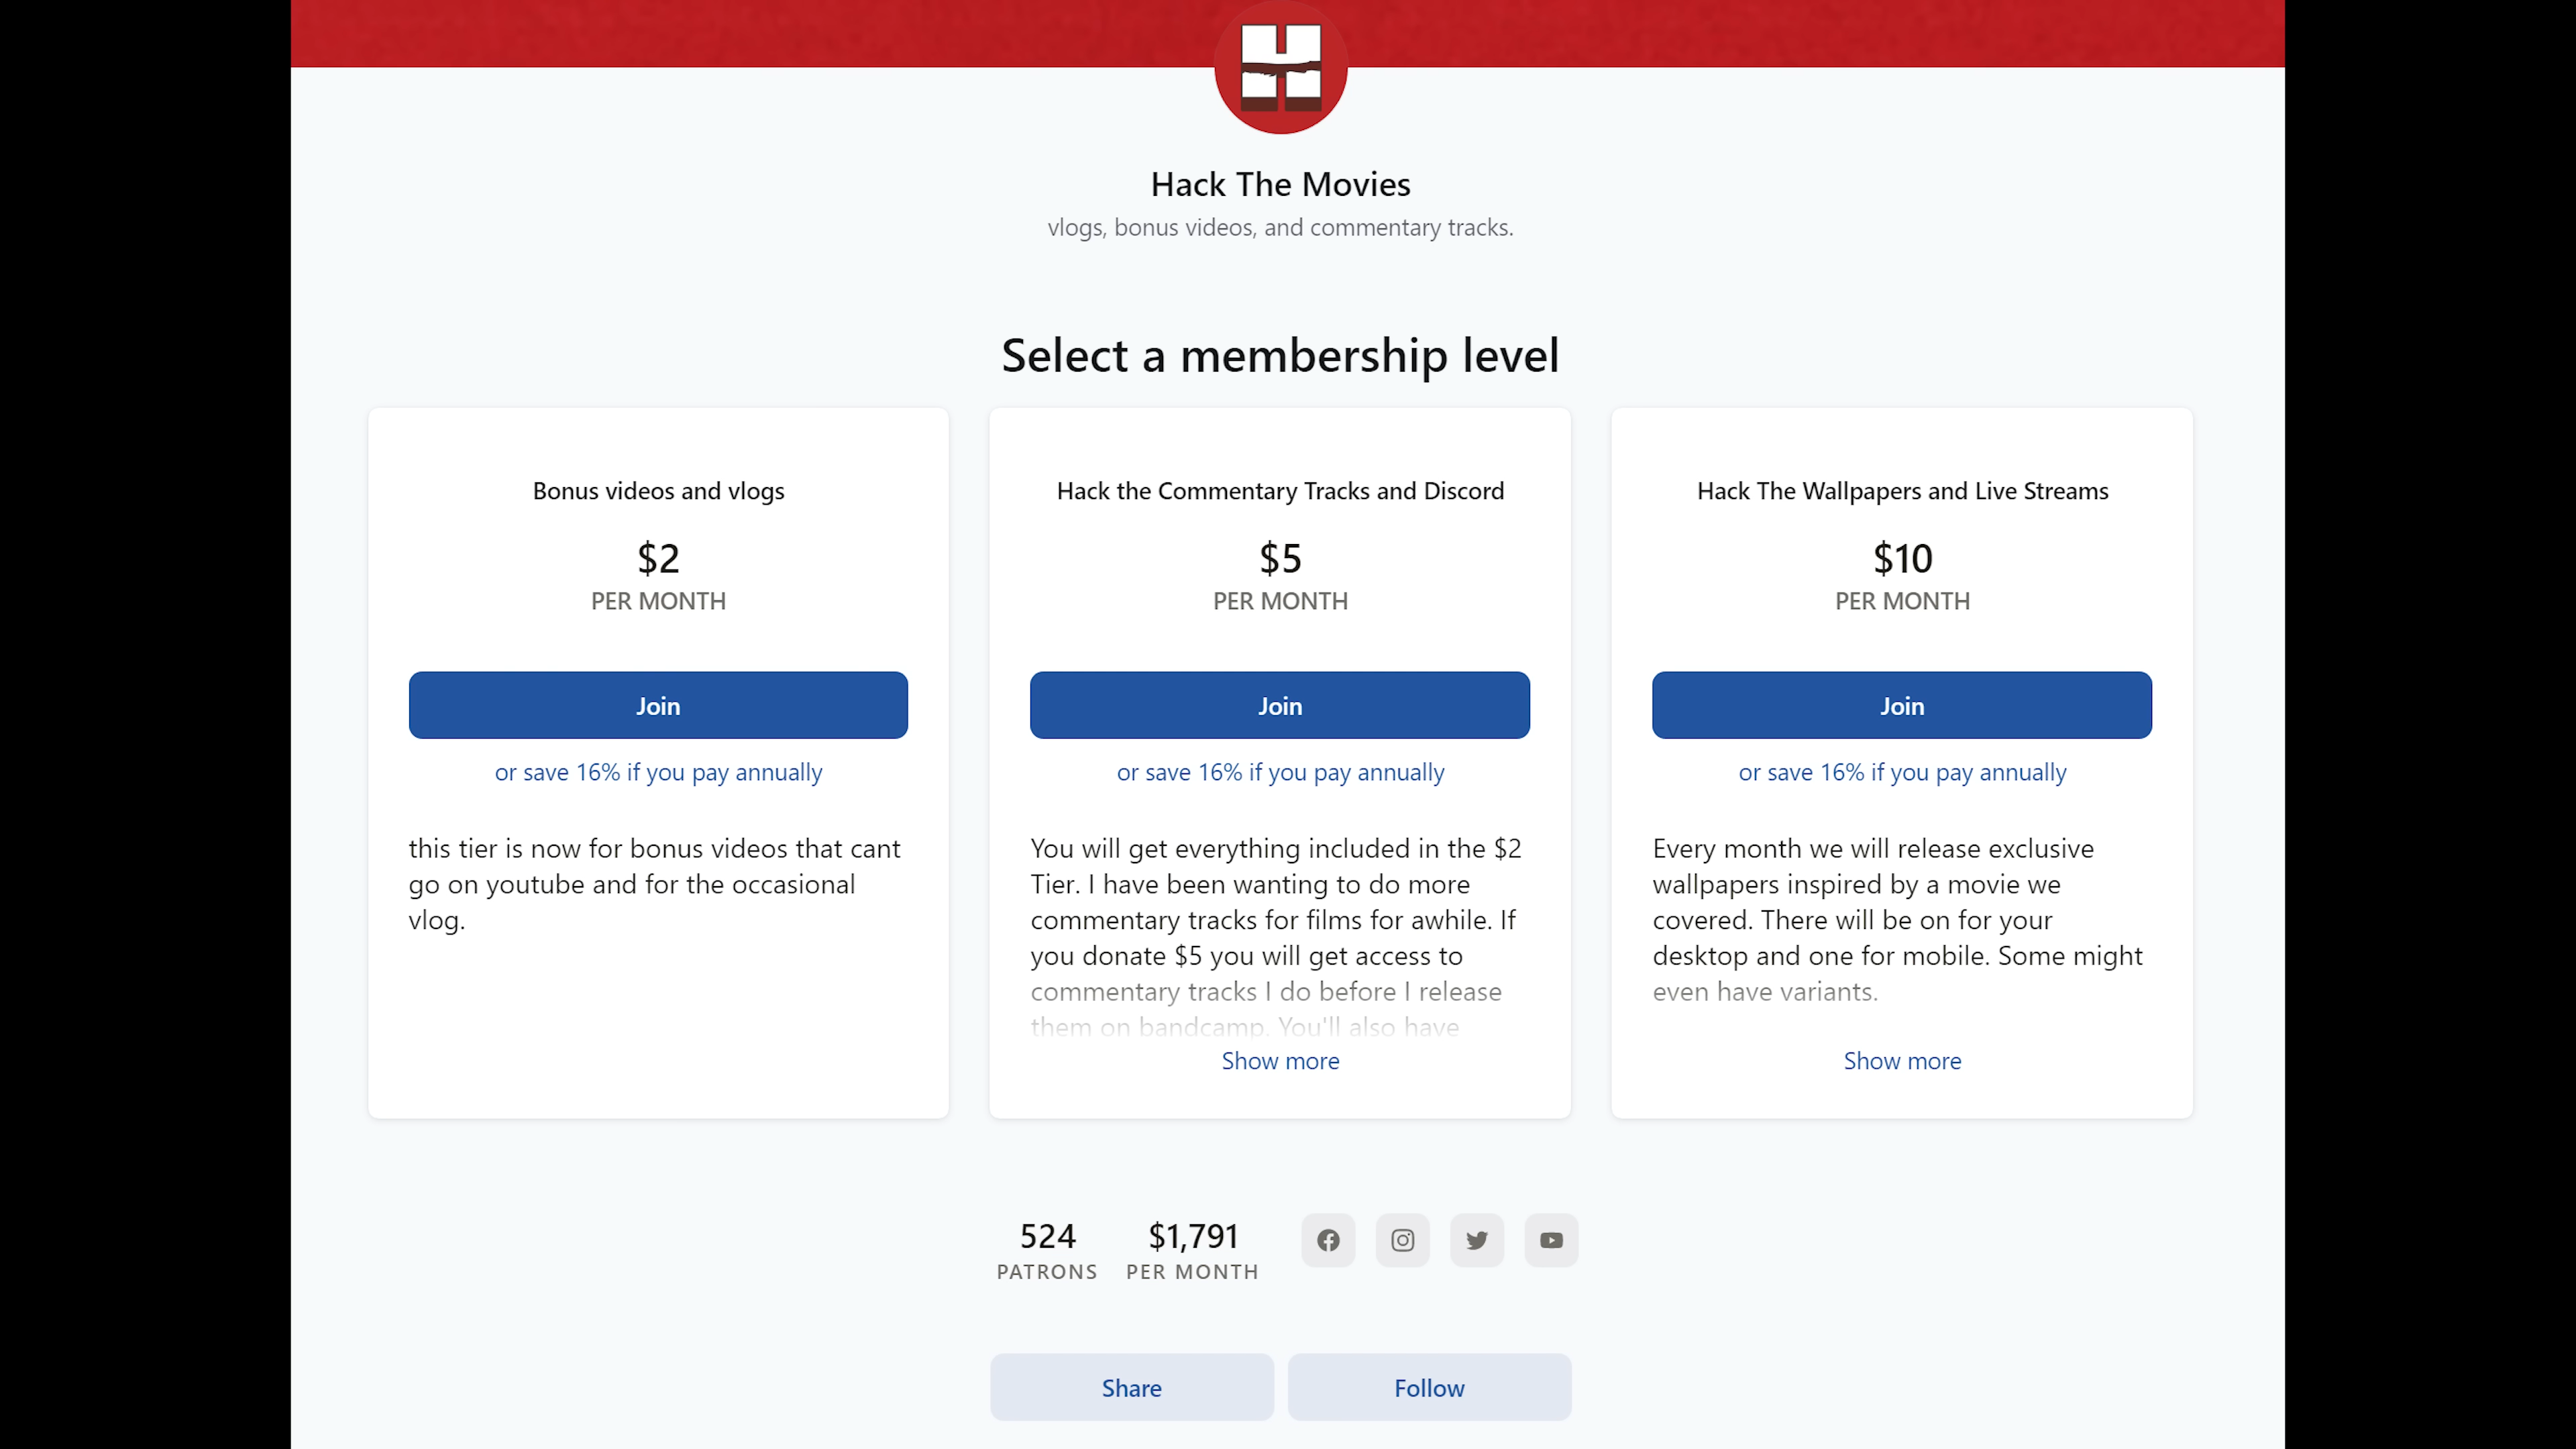 H
Hack The Movies
vlogs, bonus videos, and commentary tracks.
Select a membership level
Bonus videos and vlogs
$2
PER MONTH
Join
or save 16% if you pay annually
this tier is now for bonus videos that cant
go on youtube and for the occasional
vlog.
Hack the Commentary Tracks and Discord
$5
PER MONTH
Join
or save 16% if you pay annually
You will get everything included in the $2
Tier. I have been wanting to do more
commentary tracks for films for awhile. If
you donate $5 you will get access to
commentary tracks I do before I release
them on bandcamp. You'll also have
Show more
Hack The Wallpapers and Live Streams
$10
PER MONTH
Join
or save 16% if you pay annually
Every month we will release exclusive
wallpapers inspired by a movie we
covered. There will be on for your
desktop and one for mobile. Some might
even have variants.
Show more
524
PATRONS
$1,791
PER MONTH
Share
Follow